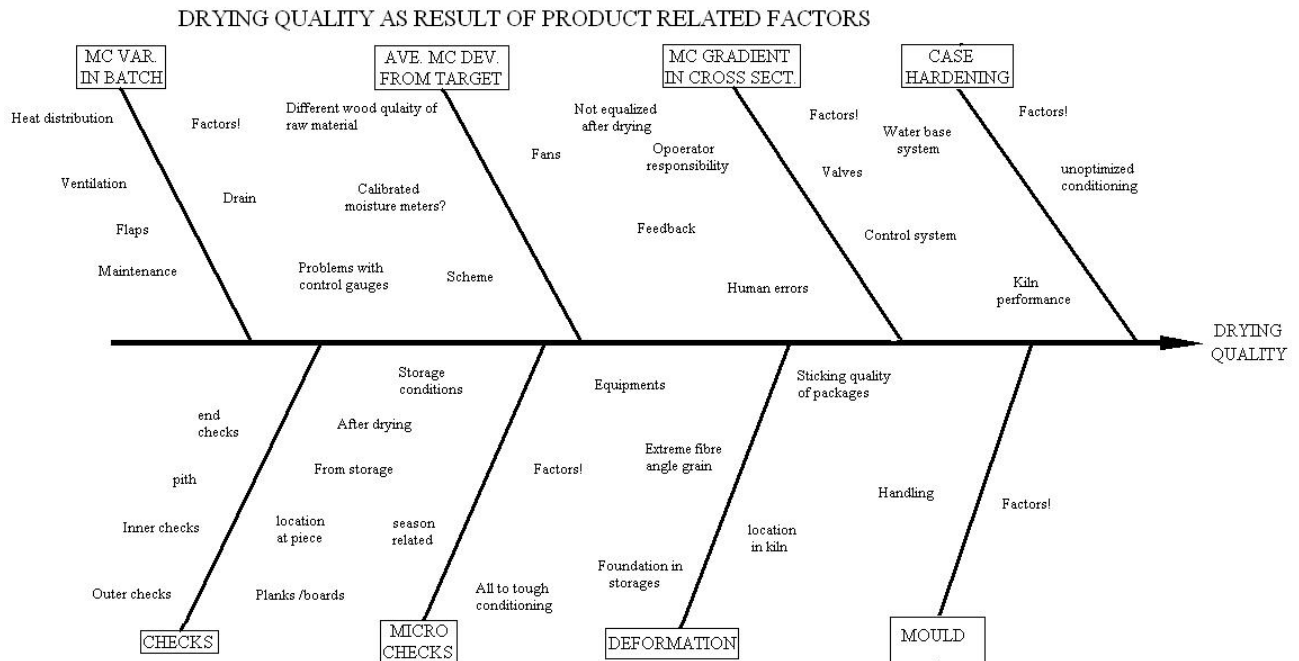 DRYING QUALITY AS RESULT OF PRODUCT RELATED FACTORS
MC VAR.
IN BATCH
AVE. MC DEV.
FROM TARGET
MC GRADIENT
IN CROSS SECT.
CASE
HARDENING
Heat distribution
Factors!
Ventilation
Drain
Flaps
Maintenance
Different wood qulaity of
raw material
Calibrated
moisture meters?
Problems with
control gauges
Fans
Scheme
Not equalized
after drying
Opoerator
responsibility
Feedback
Human errors
Factors!
Valves
Water base
system
Control system
Factors!
unoptimized
conditioning
Kiln
performance
DRYING
QUALITY
end
checks
pith
Inner checks
Outer checks
Storage
conditions
After drying
From storage
location
at piece
season
related
Planks /boards
Equipments
Factors!
Extreme fibre
angle grain
All to tough
conditioning
Foundation in
storages
Sticking quality
of packages
location
in kiln
Handling
Factors!
CHECKS
MICRO
CHECKS
DEFORMATION
MOULD